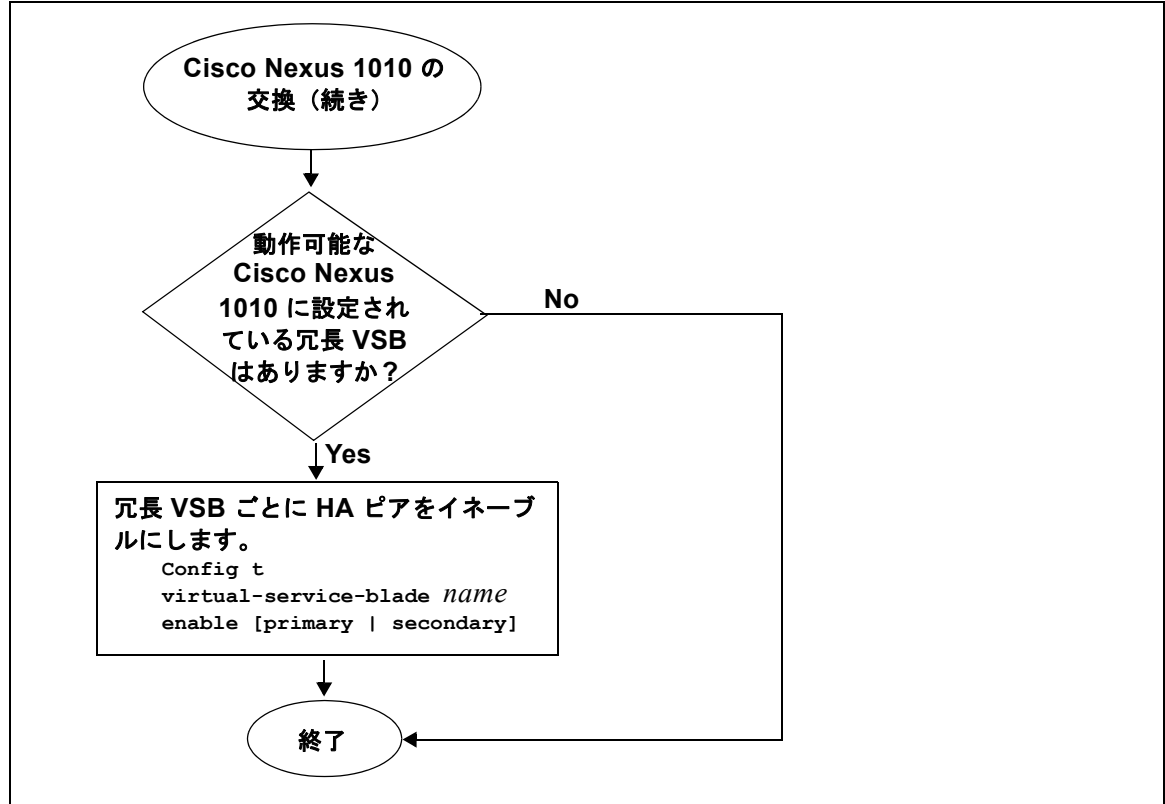 Cisco Nexus 1010 の
交換（続き）
動作可能な
Cisco Nexus
1010 に設定され
ている冗長 VSB
はありますか？
No
Yes
冗長 VSB ごとに HA ピアをイネーブ
ルにします。
Config t
virtual-service-blade name
enable [primary | secondary]
終了